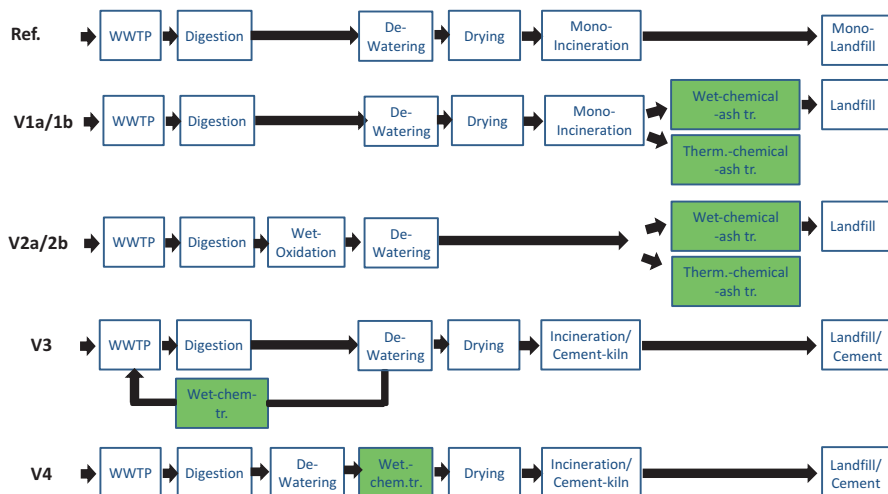 Ref.
WWTP
Digestion
De-
Watering
Drying
Mono-
Incineration
Mono-
Landfill
V1a/1b
WWTP
Digestion
De-
Watering
Drying
Mono-
Incineration
Wet-chemical
-ash tr.
Landfill
Therm.-chemical
-ash tr.
V2a/2b
WWTP
Digestion
Wet-
Oxidation
De-
Watering
Wet-chemical
-ash tr.
Landfill
Therm.-chemical
-ash tr.
V3
WWTP
Digestion
De-
Watering
Drying
Incineration/
Cement-kiln
Landfill/
Cement
Wet-chem-
tr.
V4
WWTP
Digestion
De-
Watering
Wet.-
chem.tr.
Drying
Incineration/
Cement-kiln
Landfill/
Cement